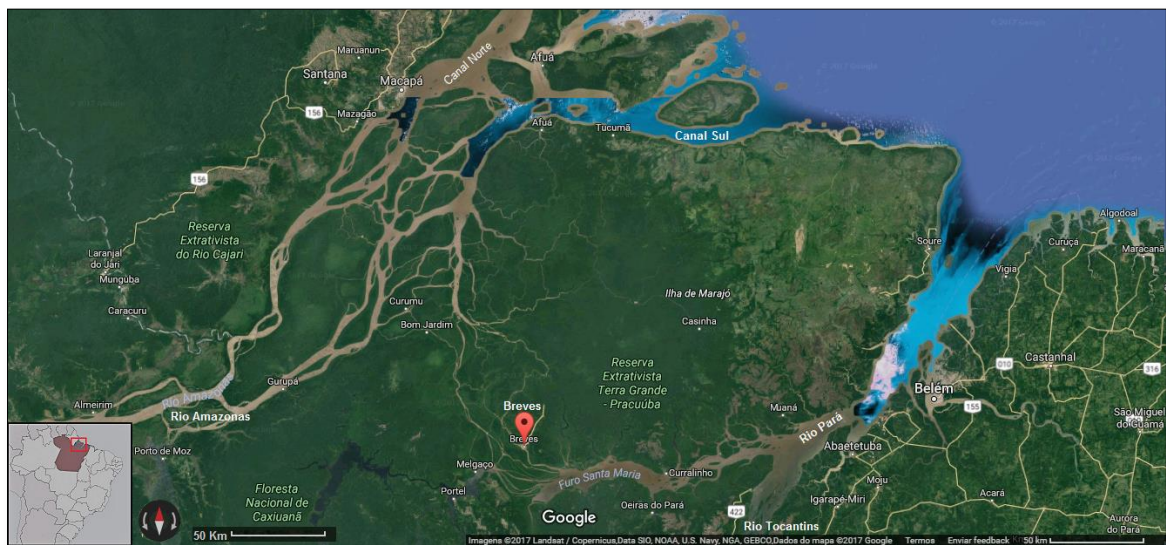 Maruanun
Santana
Macapá
Canal Norte
Afuá
156
Mazagão
Afuá
Tucumã
Canal Sul
156
Reserva
Extrativista
do Rio Cajari
Laranjal
do Jari
Mungúba
Caracuru
Algodoal
Curuçá
Maracanã
Soure
Vigia
Ilha de Marajó
Curumu
Bom Jardim
Casinha
010
Castanhal
316
Reserva
Extrativista
Terra Grande
- Pracuúba
Gurupá
Almeirim
Rio Amazonas
Belém
155
São Miguel
do Guamá
Breves
Breves
Muaná
Rio Pará
Abaetetuba
Porto de Moz
Melgaço
Portel
Furo Santa Maria
Curralinho
Moju
Igarapé-Miri
Acará
Floresta
Nacional de
Caxiuanã
Oeiras do Pará
422
Rio Tocantins
Aurora
do Pará
Google
50 Km
Imagens ©2017 Landsat / Copernicus,Data SIO, NOAA, U.S. Navy, NGA, GEBCO,Dados do mapa ©2017 Google Termos Enviar feedback 50 km